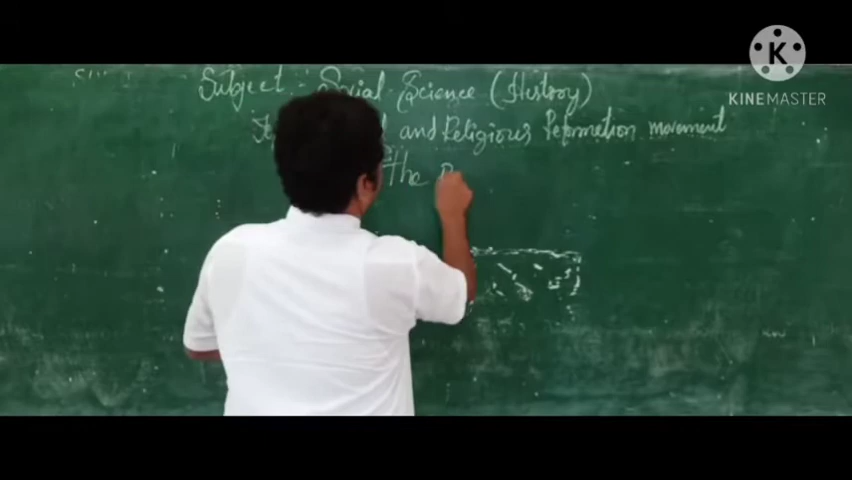 Subject :- Social Science (History)
and Religious Reformation movement
the
K
KINEMASTER